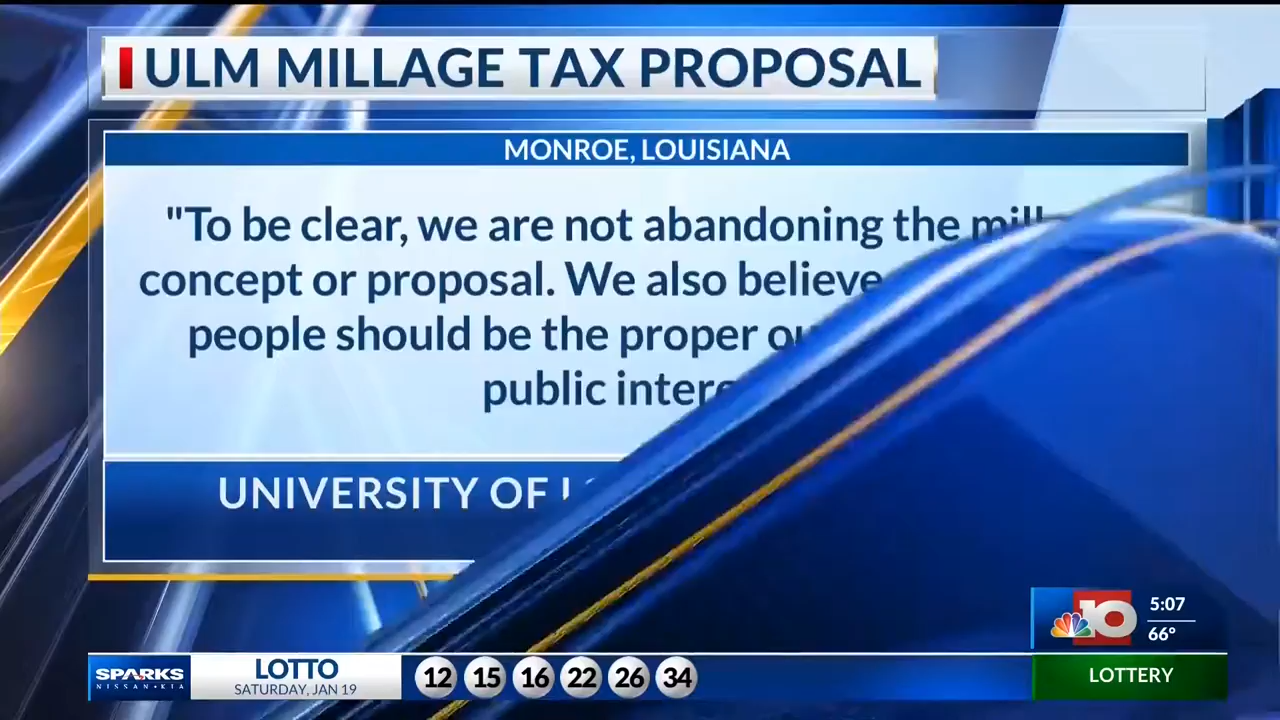 ULM MILLAGE TAX PROPOSAL
MONROE, LOUISIANA
"To be clear, we are not abandoning the
concept or proposal. We also believe
people should be the proper
public
UNIVERSITY OF
10
5:07
66°
SPARKS
NISSAN•KIA
LOTTO
SATURDAY, JAN 19
12 15 16 22 26 34
LOTTERY